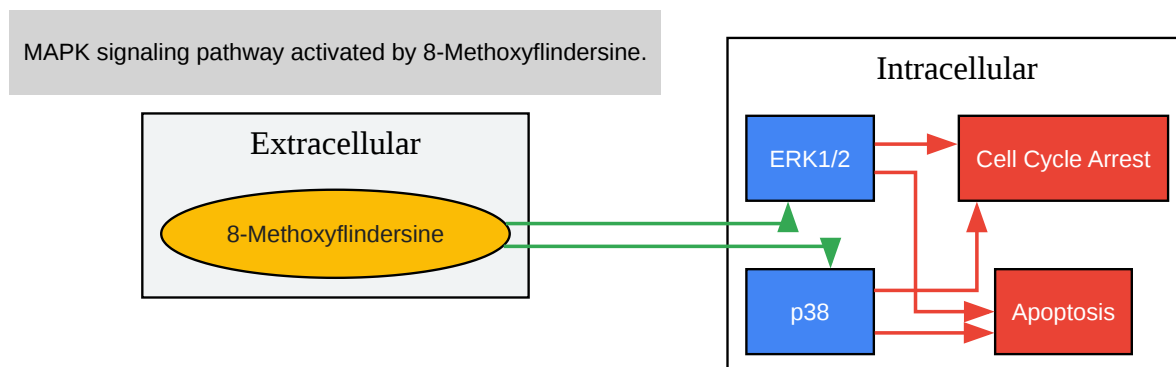 MAPK signaling pathway activated by 8-Methoxyflindersine.
Extracellular
8-Methoxyflindersine
Intracellular
ERK1/2
Cell Cycle Arrest
p38
Apoptosis